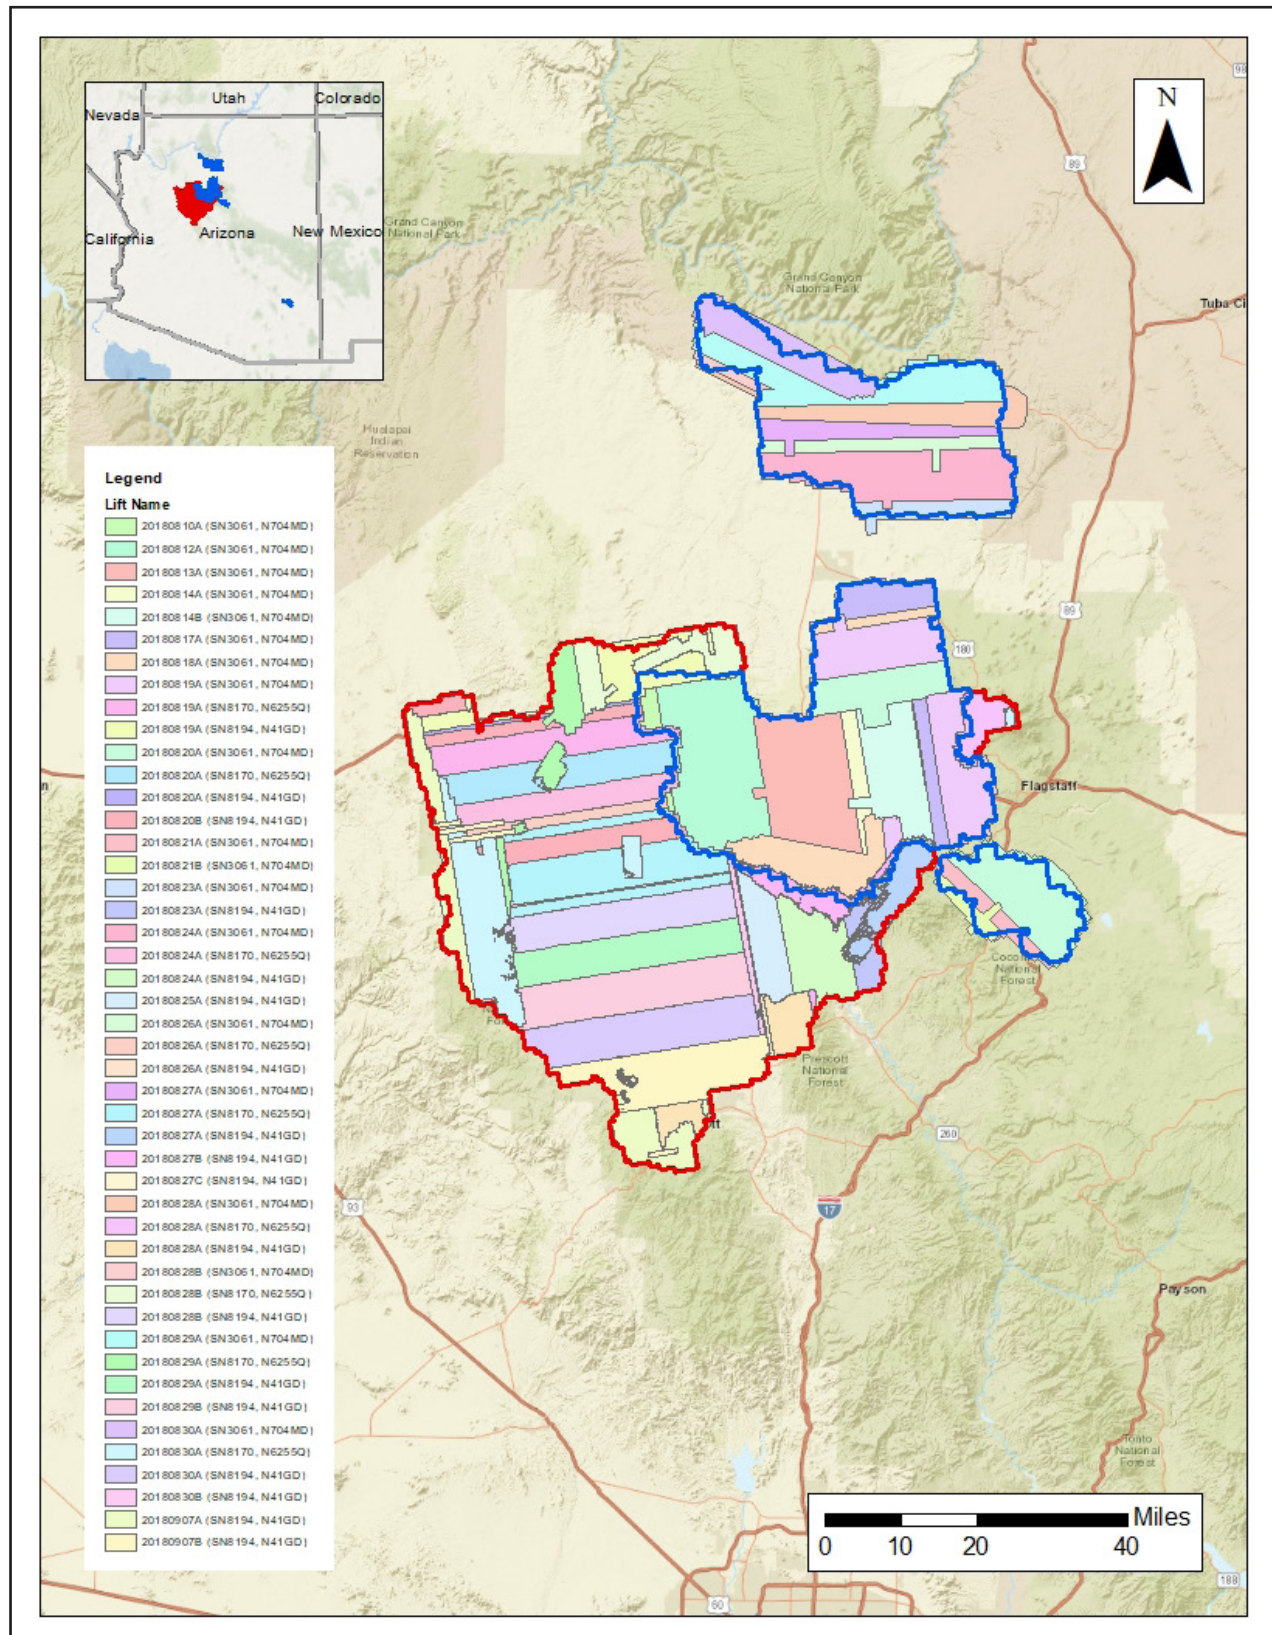 Utah
Colorado
Nevada
California
Arizona
New Mexico
N
98
89
Grand Canyon
National Park
Grand Canyon
National Park
Tuba Ci
Hualapai
Indian
Reservation
Legend
Lift Name
20180810A (SN3061, N704MD)
20180812A (SN3061, N704MD)
20180813A (SN3061, N704MD)
20180814A (SN3061, N704MD)
20180814B (SN3061, N704MD)
20180817A (SN3061, N704MD)
20180818A (SN3061, N704MD)
20180819A (SN3061, N704MD)
20180819A (SN8170, N6255Q)
20180819A (SN8194, N41GD)
20180820A (SN3061, N704MD)
20180820A (SN8170, N6255Q)
20180820A (SN8194, N41GD)
20180820B (SN8194, N41GD)
20180821A (SN3061, N704MD)
20180821B (SN3061, N704MD)
20180823A (SN3061, N704MD)
20180823A (SN8194, N41GD)
20180824A (SN3061, N704MD)
20180824A (SN8170, N6255Q)
20180824A (SN8194, N41GD)
20180825A (SN8194, N41GD)
20180826A (SN3061, N704MD)
20180826A (SN8170, N6255Q)
20180826A (SN8194, N41GD)
20180827A (SN3061, N704MD)
20180827A (SN8170, N6255Q)
20180827A (SN8194, N41GD)
20180827B (SN8194, N41GD)
20180827C (SN8194, N41GD)
20180828A (SN3061, N704MD)
20180828A (SN8170, N6255Q)
20180828A (SN8194, N41GD)
20180828B (SN3061, N704MD)
20180828B (SN8170, N6255Q)
20180828B (SN8194, N41GD)
20180829A (SN3061, N704MD)
20180829A (SN8170, N6255Q)
20180829A (SN8194, N41GD)
20180829B (SN8194, N41GD)
20180830A (SN3061, N704MD)
20180830A (SN8170, N6255Q)
20180830A (SN8194, N41GD)
20180830B (SN8194, N41GD)
20180907A (SN8194, N41GD)
20180907B (SN8194, N41GD)
89
180
Flagstaff
n
National
Forest
Prescott
National
Forest
tt
260
93
17
Payson
Tonto
National
Forest
Miles
0 10 20 40
188
60